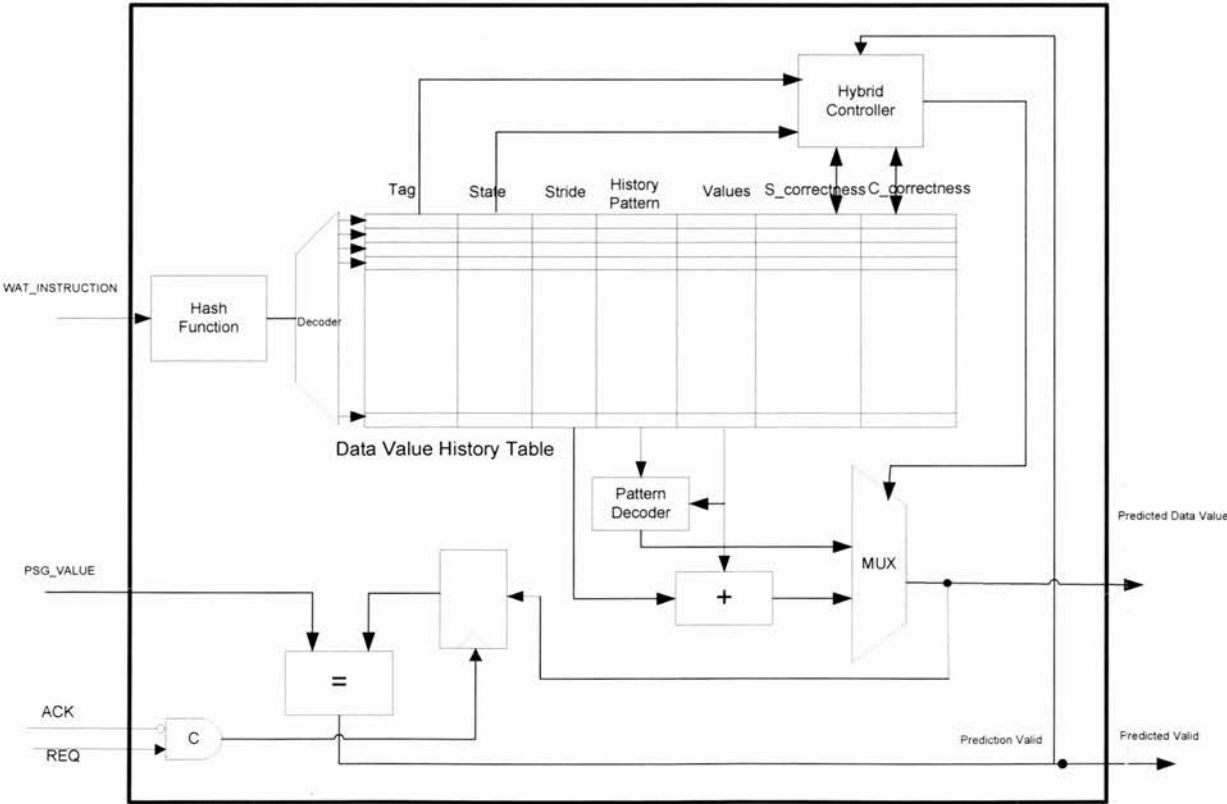 Hybrid
Controller
Tag
State
Stride
History
Pattern
Values
S_correctness
C_correctness
WAT_INSTRUCTION
Hash
Function
Decoder
Data Value History Table
Pattern
Decoder
Predicted Data Value
MUX
PSG_VALUE
+
=
ACK
C
REQ
Prediction Valid
Predicted Valid